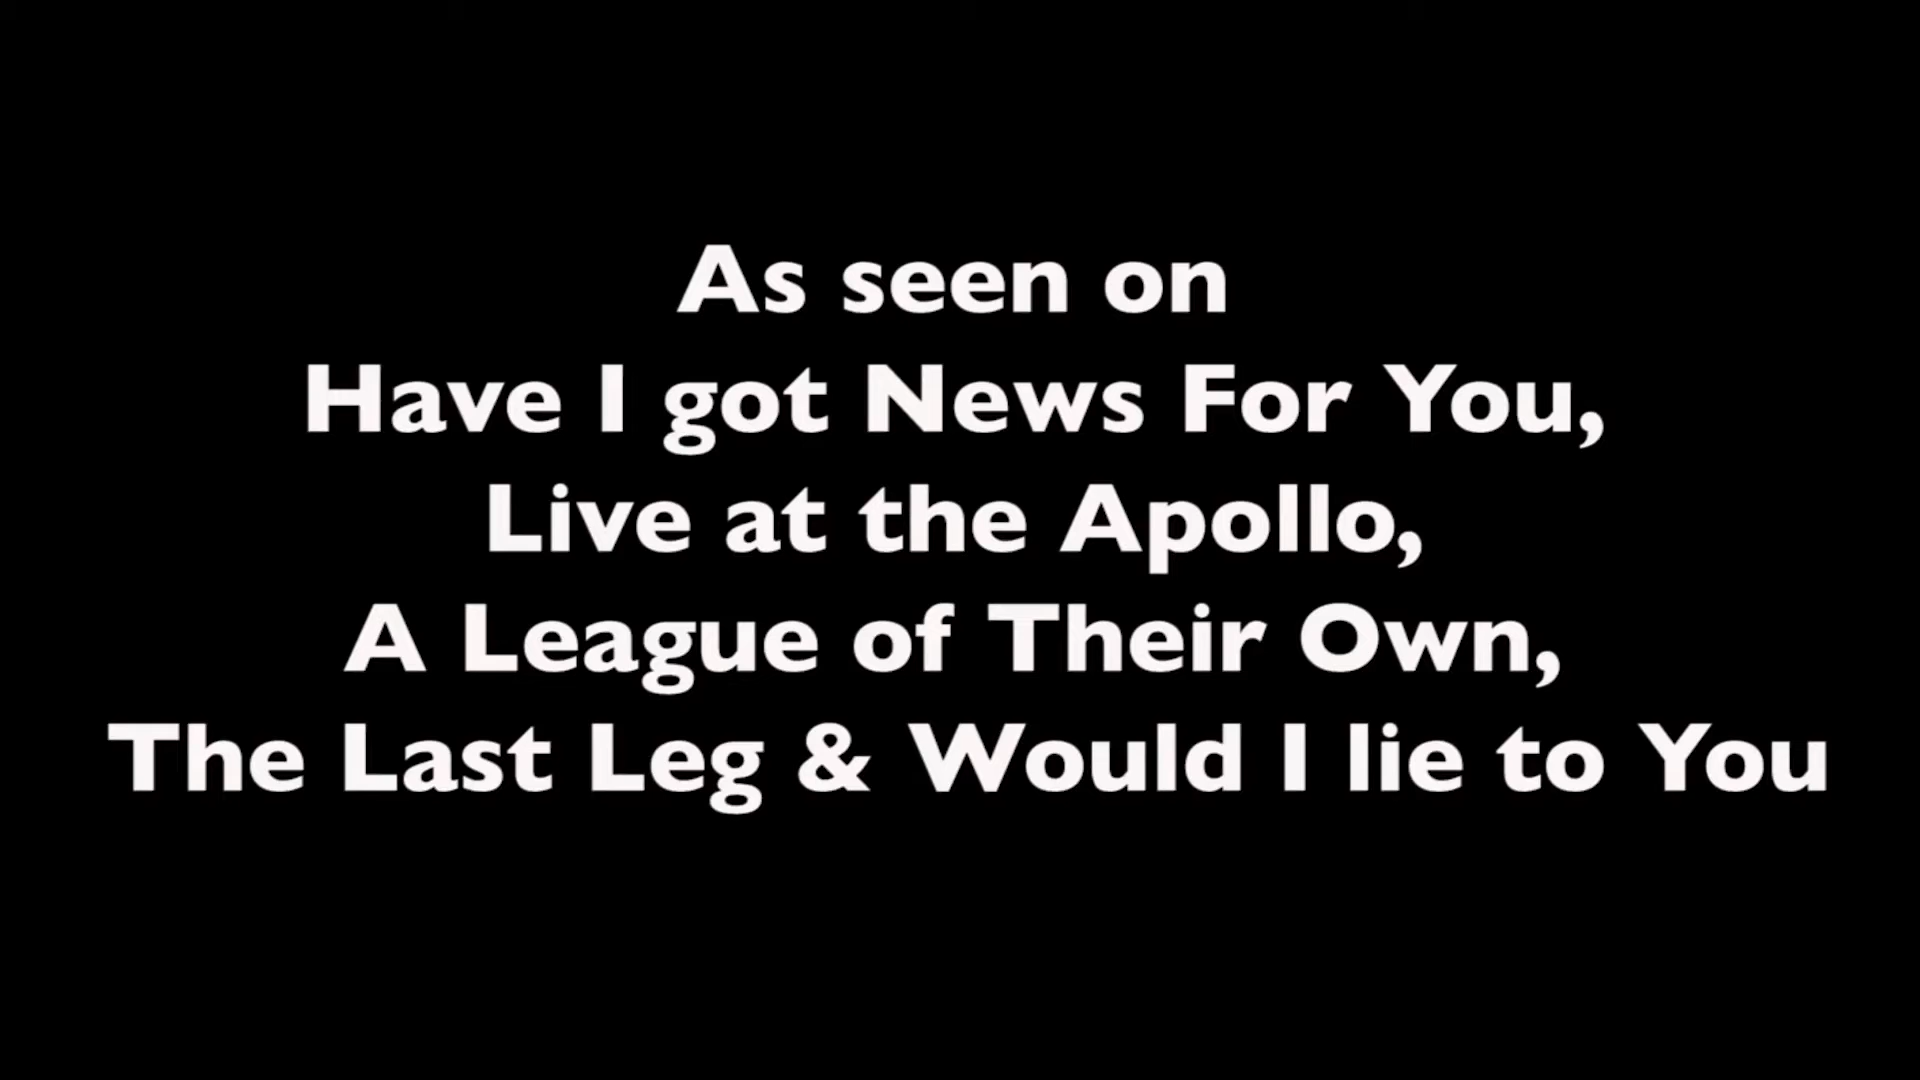 As seen on
Have I got News For You,
Live at the Apollo,
A League of Their Own,
The Last Leg & Would I lie to You